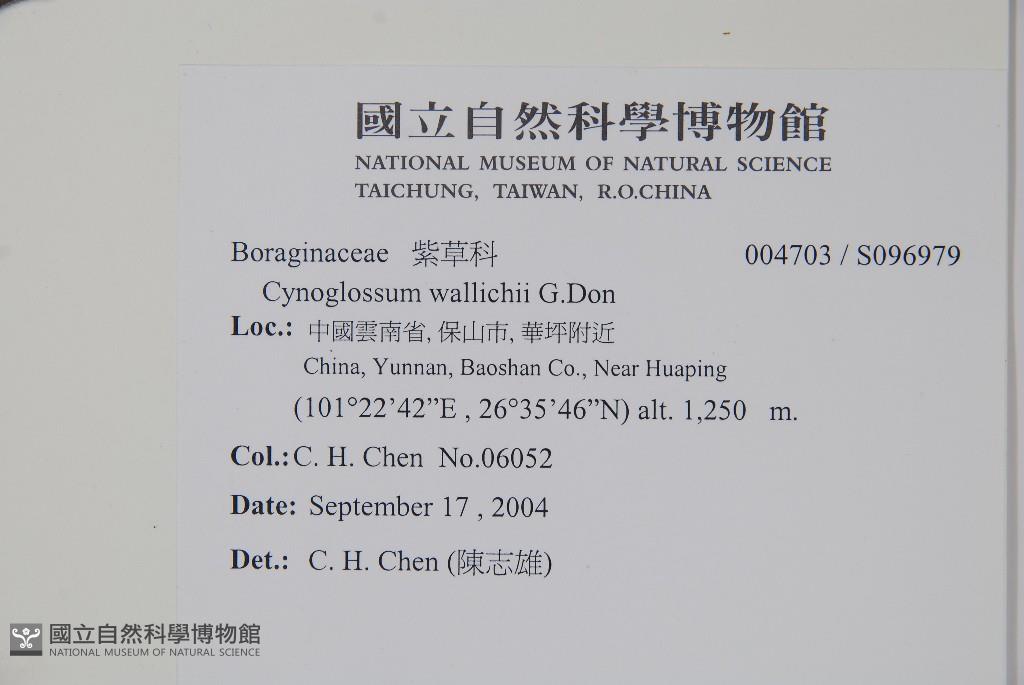 國立自然科學博物館
NATIONAL MUSEUM OF NATURAL SCIENCE
TAICHUNG, TAIWAN, R.O.CHINA
Boraginaceae 紫草科 004703 / S096979
Cynoglossum wallichii G.Don
Loc.: 中國雲南省, 保山市, 華坪附近
China, Yunnan, Baoshan Co., Near Huaping
(101°22’42”E , 26°35’46”N) alt. 1,250 m.
Col.: C. H. Chen No.06052
Date: September 17 , 2004
Det.: C. H. Chen (陳志雄)
國立自然科學博物館
NATIONAL MUSEUM OF NATURAL SCIENCE